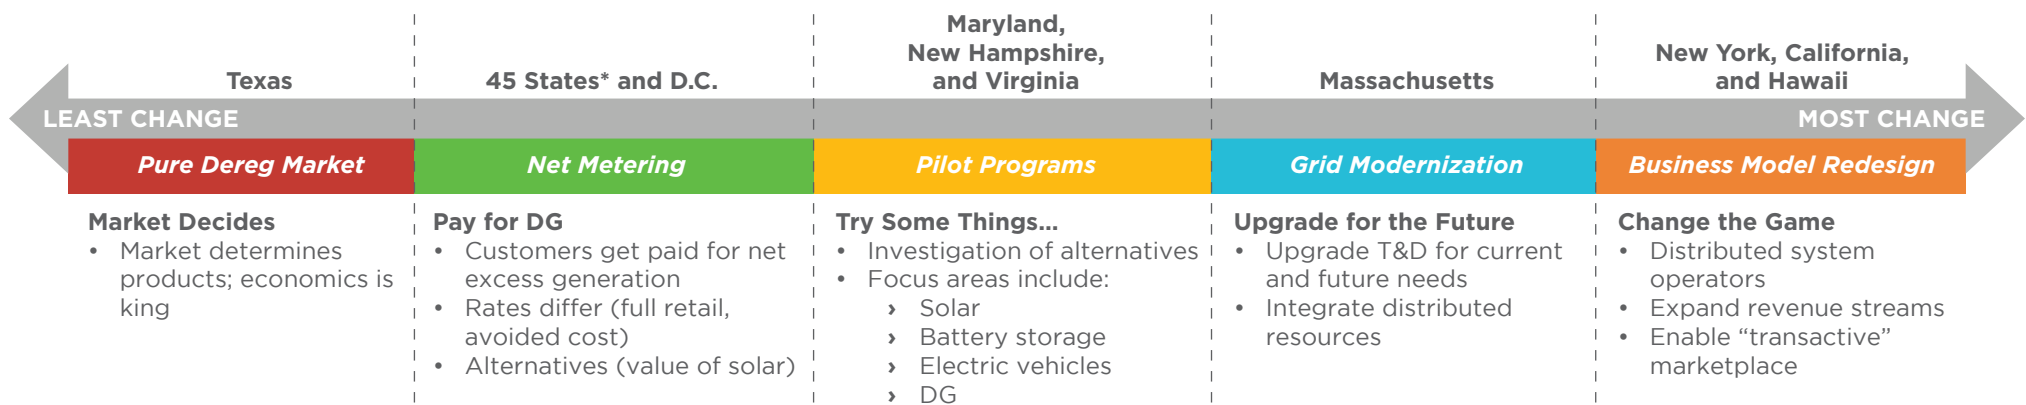 Texas
45 States* and D.C.
Maryland,
New Hampshire,
and Virginia
Massachusetts
New York, California,
and Hawaii
LEAST CHANGE
MOST CHANGE
Pure Dereg Market
Net Metering
Pilot Programs
Grid Modernization
Business Model Redesign
Market Decides
• Market determines
products; economics is
king
Pay for DG
• Customers get paid for net
excess generation
• Rates differ (full retail,
avoided cost)
• Alternatives (value of solar)
Try Some Things...
• Investigation of alternatives
• Focus areas include:
› Solar
› Battery storage
› Electric vehicles
› DG
Upgrade for the Future
• Upgrade T&D for current
and future needs
• Integrate distributed
resources
Change the Game
• Distributed system
operators
• Expand revenue streams
• Enable “transactive”
marketplace